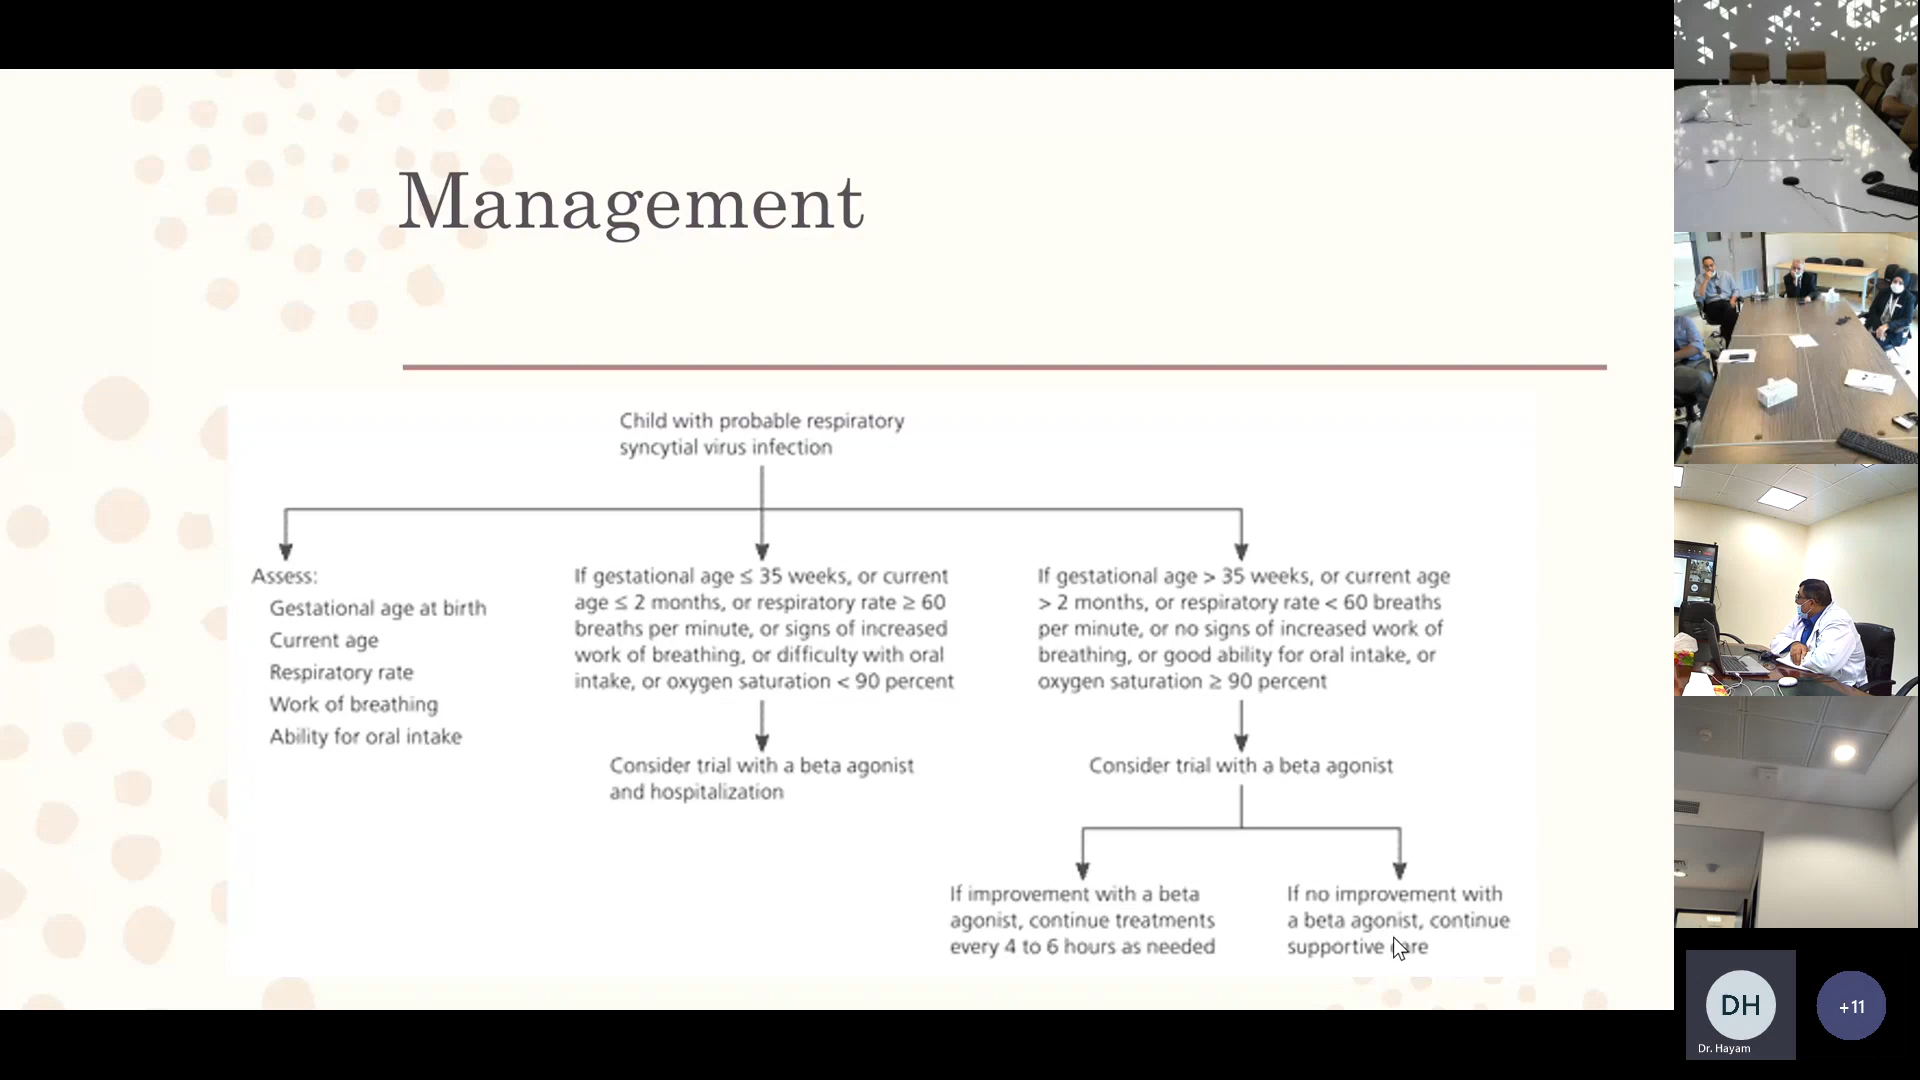 Management
Child with probable respiratory
syncytial virus infection
Assess:
Gestational age at birth
Current age
Respiratory rate
Work of breathing
Ability for oral intake
If gestational age ≤ 35 weeks, or current
age ≤ 2 months, or respiratory rate ≥ 60
breaths per minute, or signs of increased
work of breathing, or difficulty with oral
intake, or oxygen saturation < 90 percent
Consider trial with a beta agonist
and hospitalization
If gestational age > 35 weeks, or current age
> 2 months, or respiratory rate < 60 breaths
per minute, or no signs of increased work of
breathing, or good ability for oral intake, or
oxygen saturation ≥ 90 percent
Consider trial with a beta agonist
If improvement with a beta
agonist, continue treatments
every 4 to 6 hours as needed
If no improvement with
a beta agonist, continue
supportive care
DH
Dr. Hayam
+11